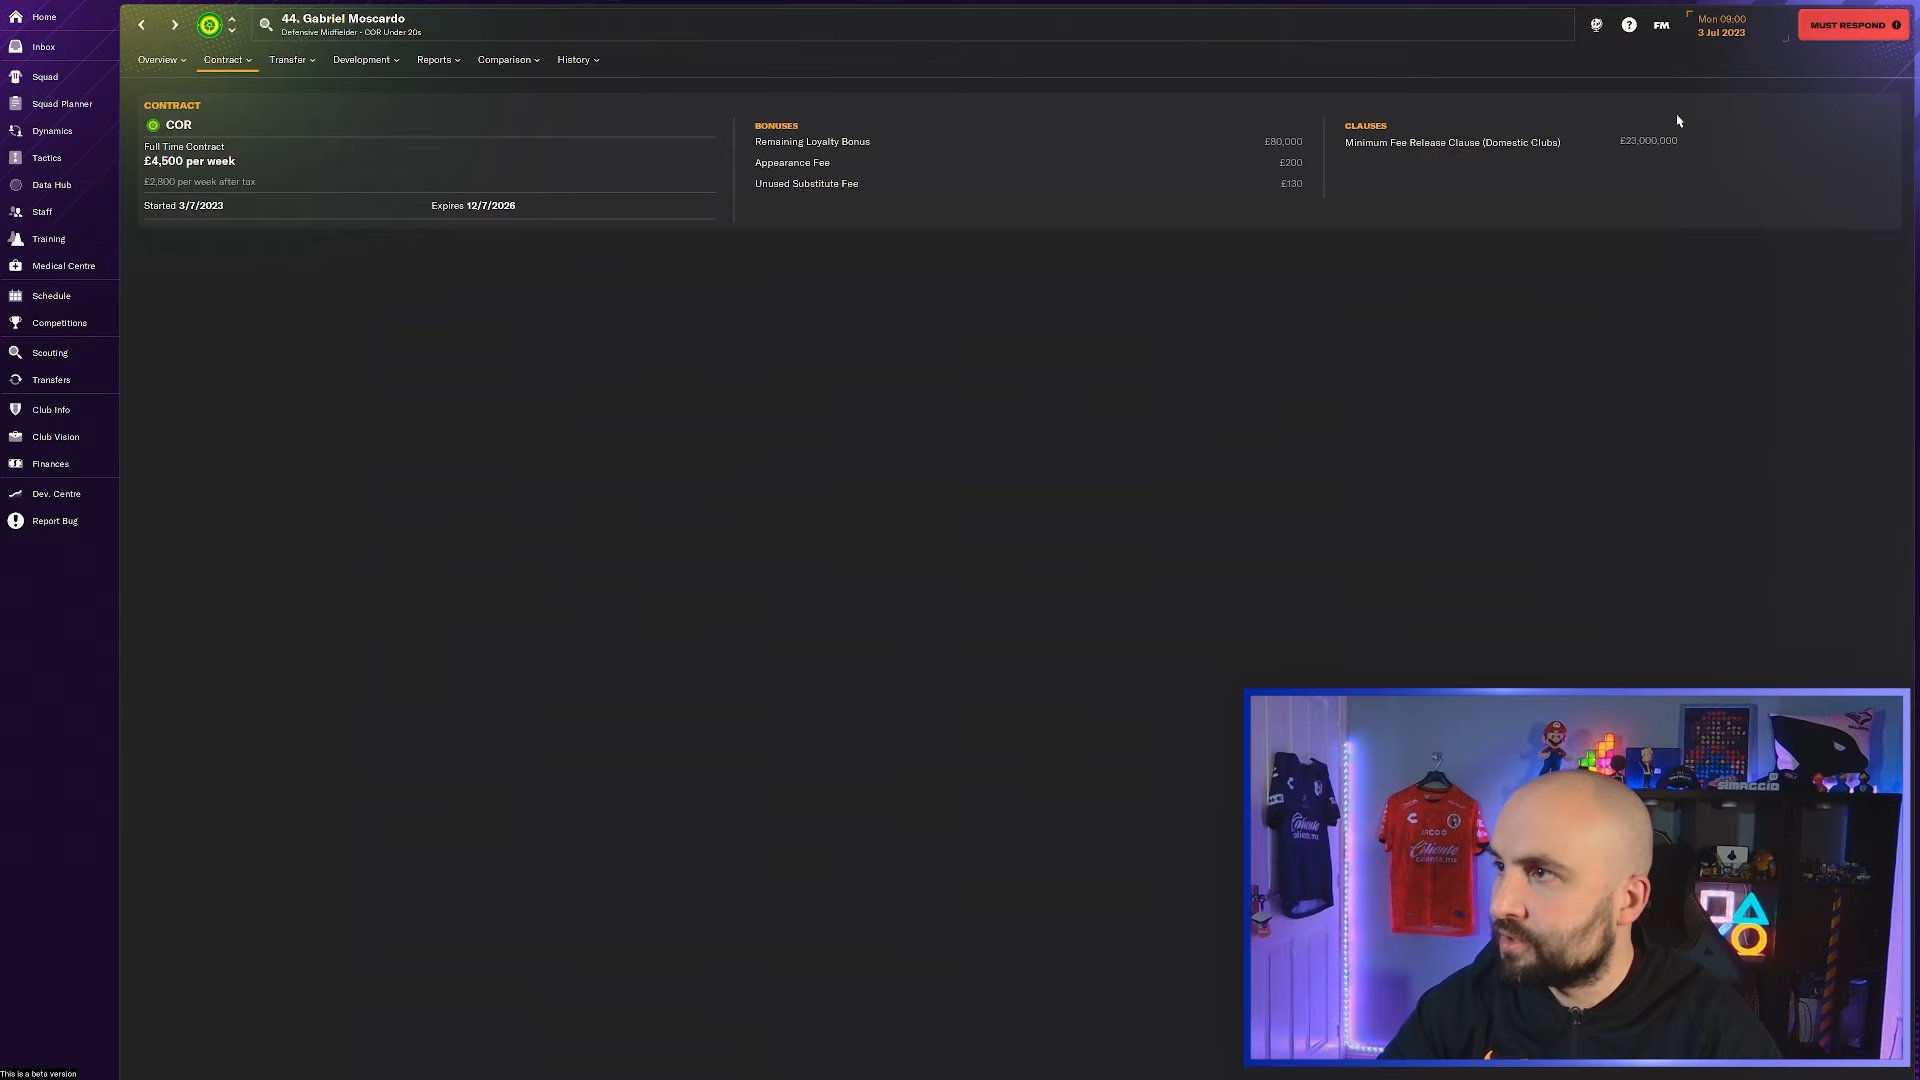 Home
Inbox
Squad
Squad Planner
Dynamics
Tactics
Data Hub
Staff
Training
Medical Centre
Schedule
Competitions
Scouting
Transfers
Club Info
Club Vision
Finances
Dev. Centre
Report Bug
This is a beta version
44. Gabriel Moscardo
Defensive Midfielder - COR Under 20s
FM
Mon 09:00
3 Jul 2023
MUST RESPOND
Overview
Contract
Transfer
Development
Reports
Comparison
History
CONTRACT
COR
Full Time Contract
£4,500 per week
£2,800 per week after tax
Started 3/7/2023
Expires 12/7/2026
BONUSES
Remaining Loyalty Bonus £80,000
Appearance Fee £200
Unused Substitute Fee £130
CLAUSES
Minimum Fee Release Clause (Domestic Clubs) £23,000,000
SIMAGGIO
Caliente
Caliente
caliente.mx